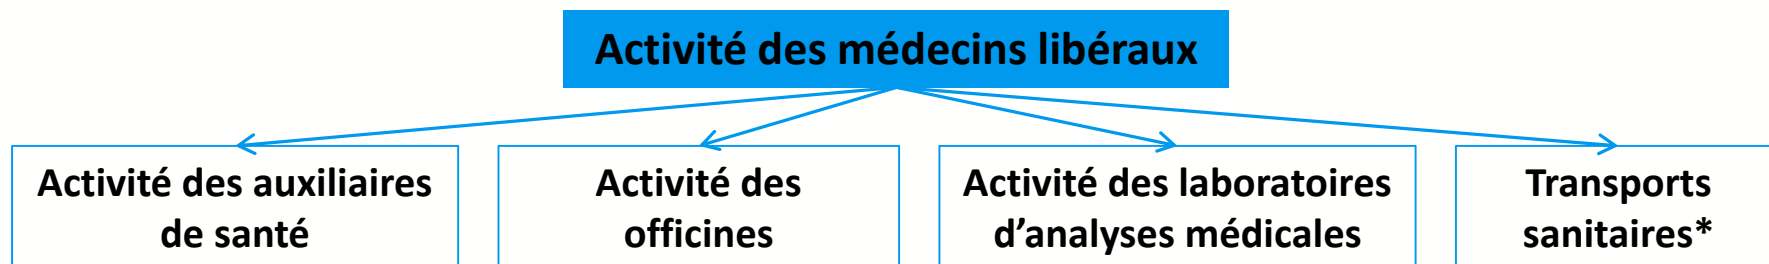 Activité des médecins libéraux
Activité des auxiliaires
de santé
Activité des
officines
Activité des laboratoires
d’analyses médicales
Transports
sanitaires*